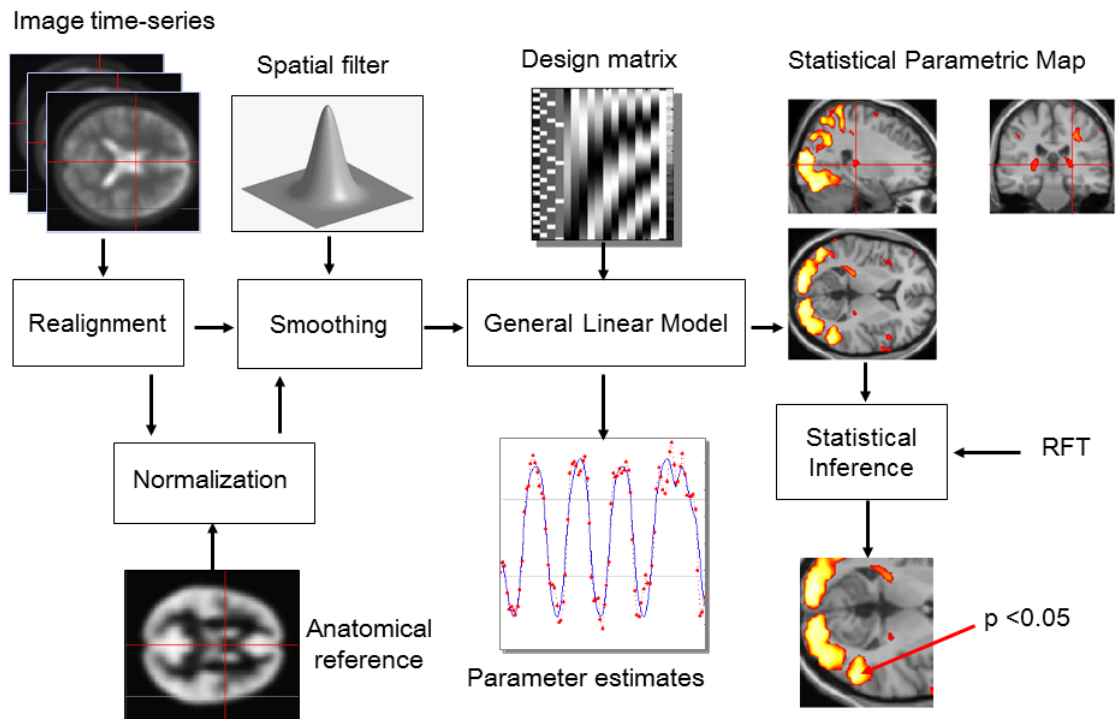 Image time-series
Spatial filter
Design matrix
Statistical Parametric Map
Realignment
Smoothing
General Linear Model
Normalization
Statistical
Inference
RFT
Anatomical
reference
Parameter estimates
p <0.05